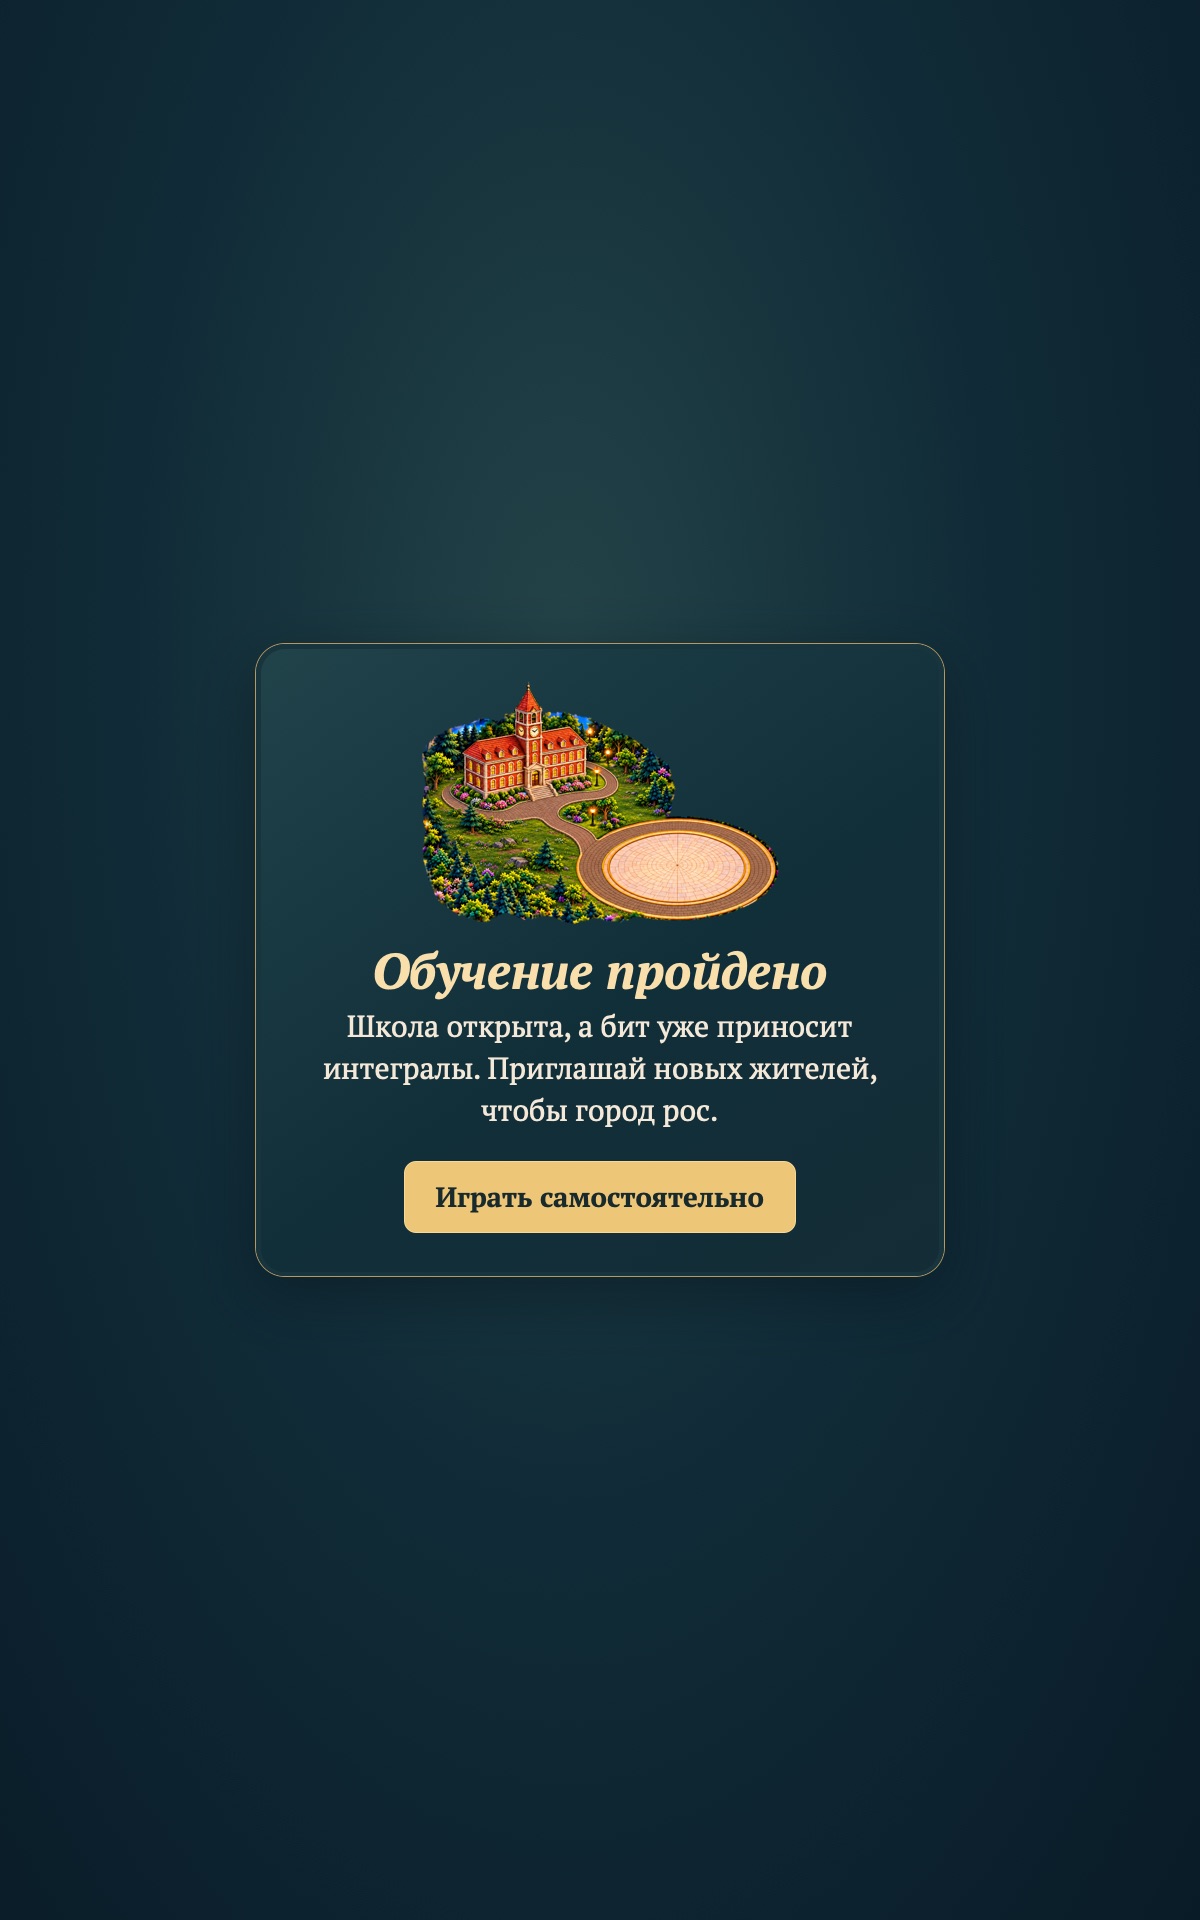 Обучение пройдено
Школа открыта, а бит уже приносит
интегралы. Приглашай новых жителей,
чтобы город рос.
Играть самостоятельно